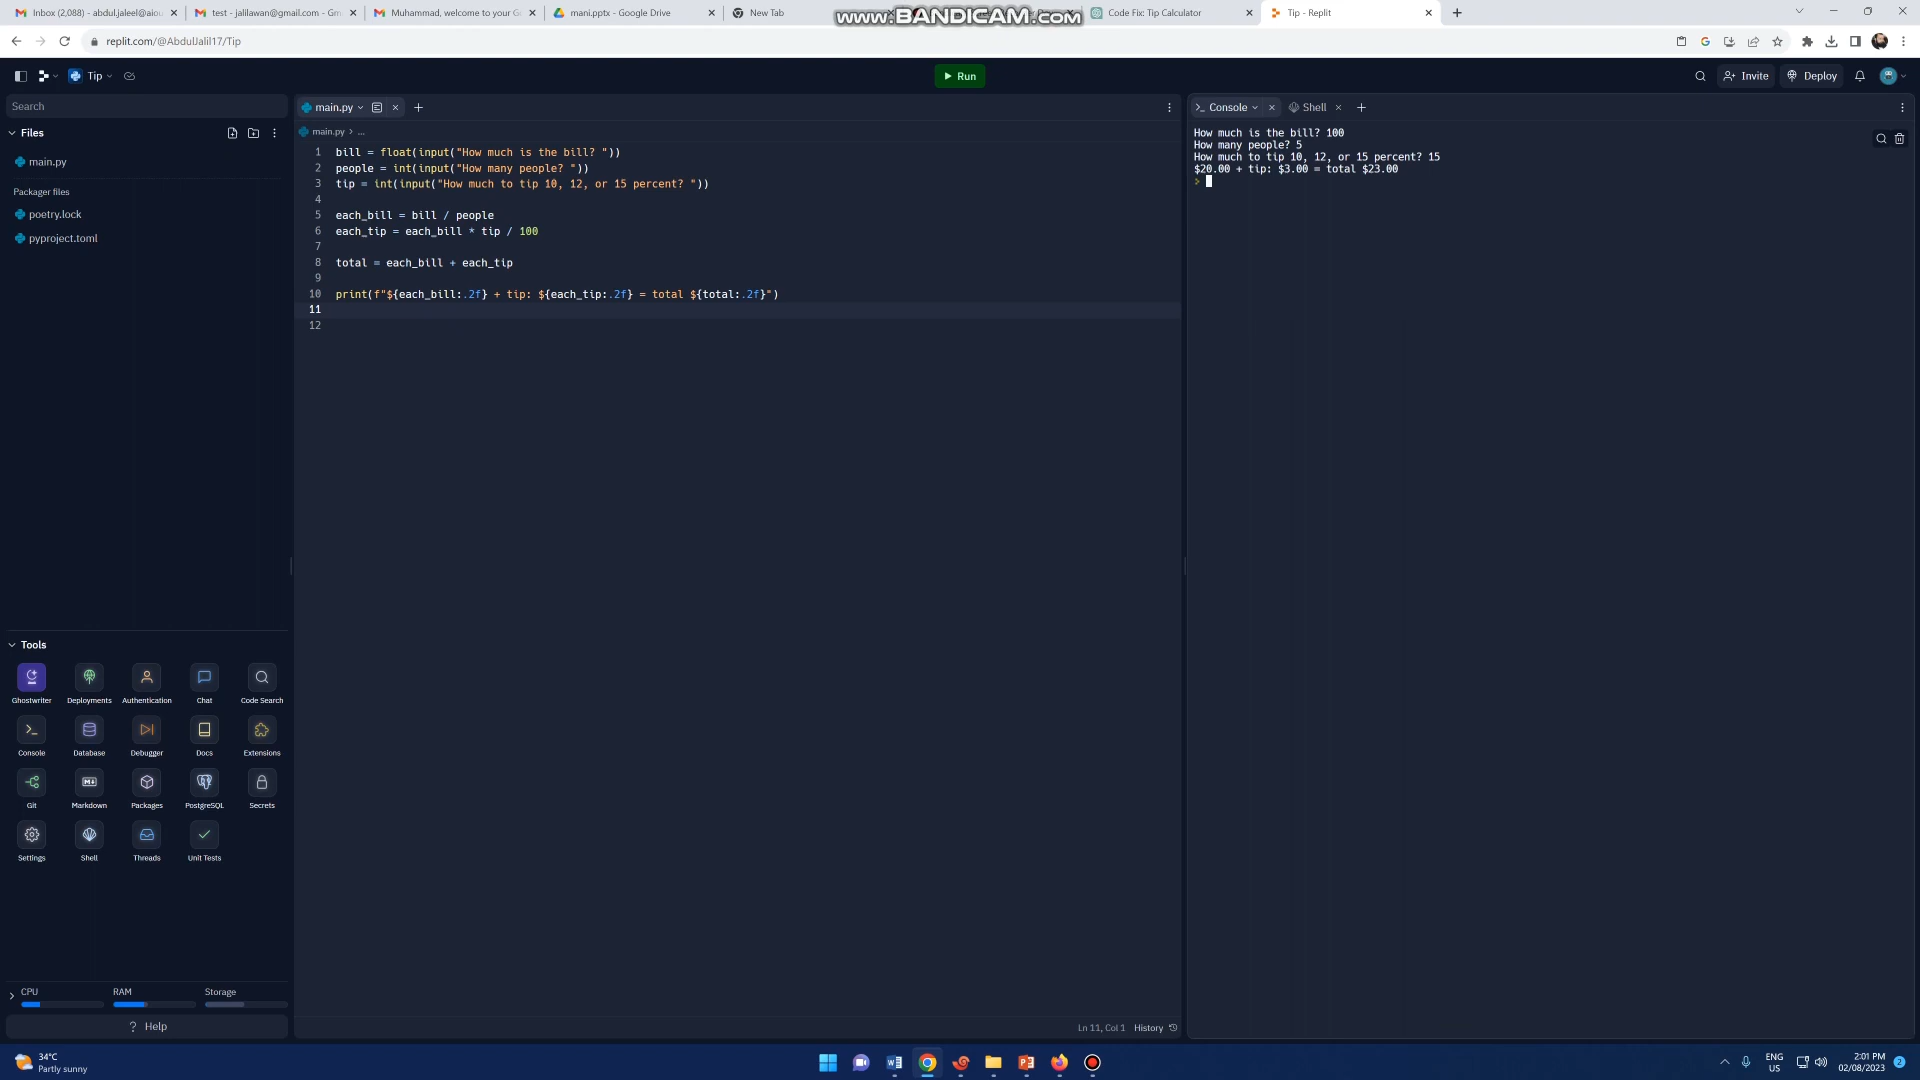 Inbox (2,088) - abdul.jaleel@aiou
test - jalilawan@gmail.com - Gm
Muhammad, welcome to your G
mani.pptx - Google Drive
New Tab
www.BANDICAM.com
Code Fix: Tip Calculator
Tip - Replit
replit.com/@AbdulJalil17/Tip
Tip
Run
Invite
Deploy
Search
Files
main.py
Packager files
poetry.lock
pyproject.toml
main.py
main.py > ...
1 bill = float(input("How much is the bill? "))
2 people = int(input("How many people? "))
3 tip = int(input("How much to tip 10, 12, or 15 percent? "))
4
5 each_bill = bill / people
6 each_tip = each_bill * tip / 100
7
8 total = each_bill + each_tip
9
10 print(f"${each_bill:.2f} + tip: ${each_tip:.2f} = total ${total:.2f}")
11
12
Console
Shell
How much is the bill? 100
How many people? 5
How much to tip 10, 12, or 15 percent? 15
$20.00 + tip: $3.00 = total $23.00
Tools
Ghostwriter Deployments Authentication Chat Code Search
Console Database Debugger Docs Extensions
Git Markdown Packages PostgreSQL Secrets
Settings Shell Threads Unit Tests
CPU RAM Storage
? Help
Ln 11, Col 1 History
34°C
Partly sunny
ENG
US
2:01 PM
02/08/2023
2